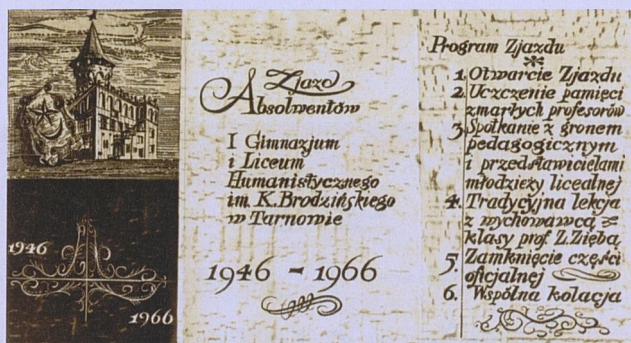 1946
1966
Zjazd
Absolwentów
I Gimnazjum
i Liceum
Humanistycznego
im. K. Brodzińskiego
w Tarnowie
1946 - 1966
Program Zjazdu
1. Otwarcie Zjazdu
2. Uczczenie pamięci
zmarłych profesorów
3. Spotkanie z gronem
pedagogicznym
i przedstawicielami
młodzieży licealnej
4. Tradycyjna lekcja
z wychowawcą
klasy prof. Z. Ziębą
5. Zamknięcie części
oficjalnej
6. Wspólna kolacja